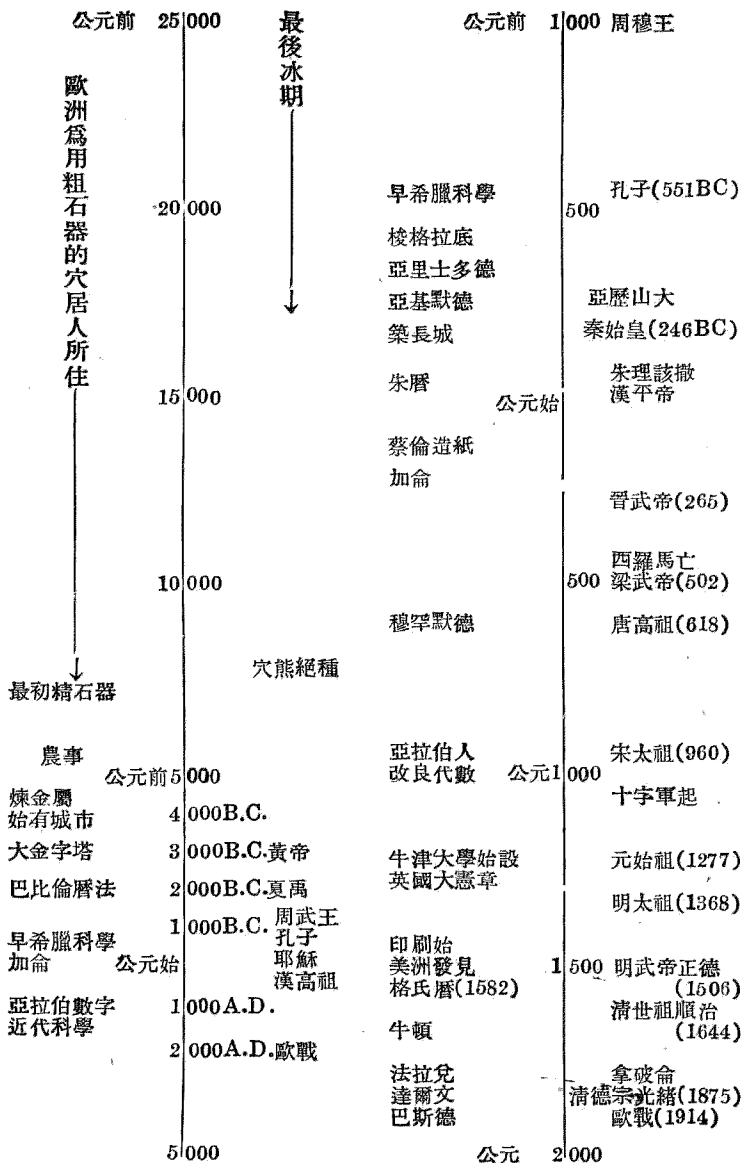 公元前 25000
最後冰期
歐洲爲用粗石器的穴居人所住
20000
15000
10000
穴熊絕種
最初精石器
農事
公元前5000
煉金屬
始有城市 4000B.C.
大金字塔 3000B.C.黃帝
巴比倫曆法 2000B.C.夏禹
1000B.C. 周武王
早希臘科學 孔子
加侖 公元始 耶穌
漢高祖
亞拉伯數字 1000A.D.
近代科學
2000A.D.歐戰
5000
公元前 1000 周穆王
早希臘科學 孔子(551BC)
500
梭格拉底
亞里士多德
亞基默德 亞歷山大
築長城 秦始皇(246BC)
朱曆 朱理該撒
公元始 漢平帝
蔡倫造紙
加侖
晉武帝(265)
西羅馬亡
500 梁武帝(502)
穆罕默德 唐高祖(618)
亞拉伯人 宋太祖(960)
改良代數 公元1000
十字軍起
牛津大學始設 元始祖(1277)
英國大憲章
明太祖(1368)
印刷始
美洲發見 1500 明武帝正德
格氏曆(1582) (1506)
清世祖順治
牛頓 (1644)
法拉兌 拿破侖
達爾文 清德宗光緒(1875)
巴斯德 歐戰(1914)
公元 2000